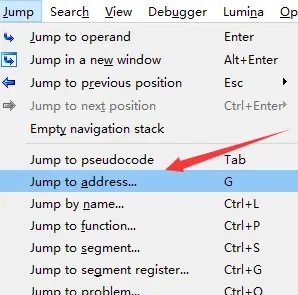 Jump Search View Debugger Lumina Op
Jump to operand Enter
Jump in a new window Alt+Enter
Jump to previous position Esc
Jump to next position Ctrl+Enter
Empty navigation stack
Jump to pseudocode Tab
Jump to address... G
Jump by name... Ctrl+L
Jump to function... Ctrl+P
Jump to segment... Ctrl+S
Jump to segment register... Ctrl+G
Jump to problem... Ctrl+Q